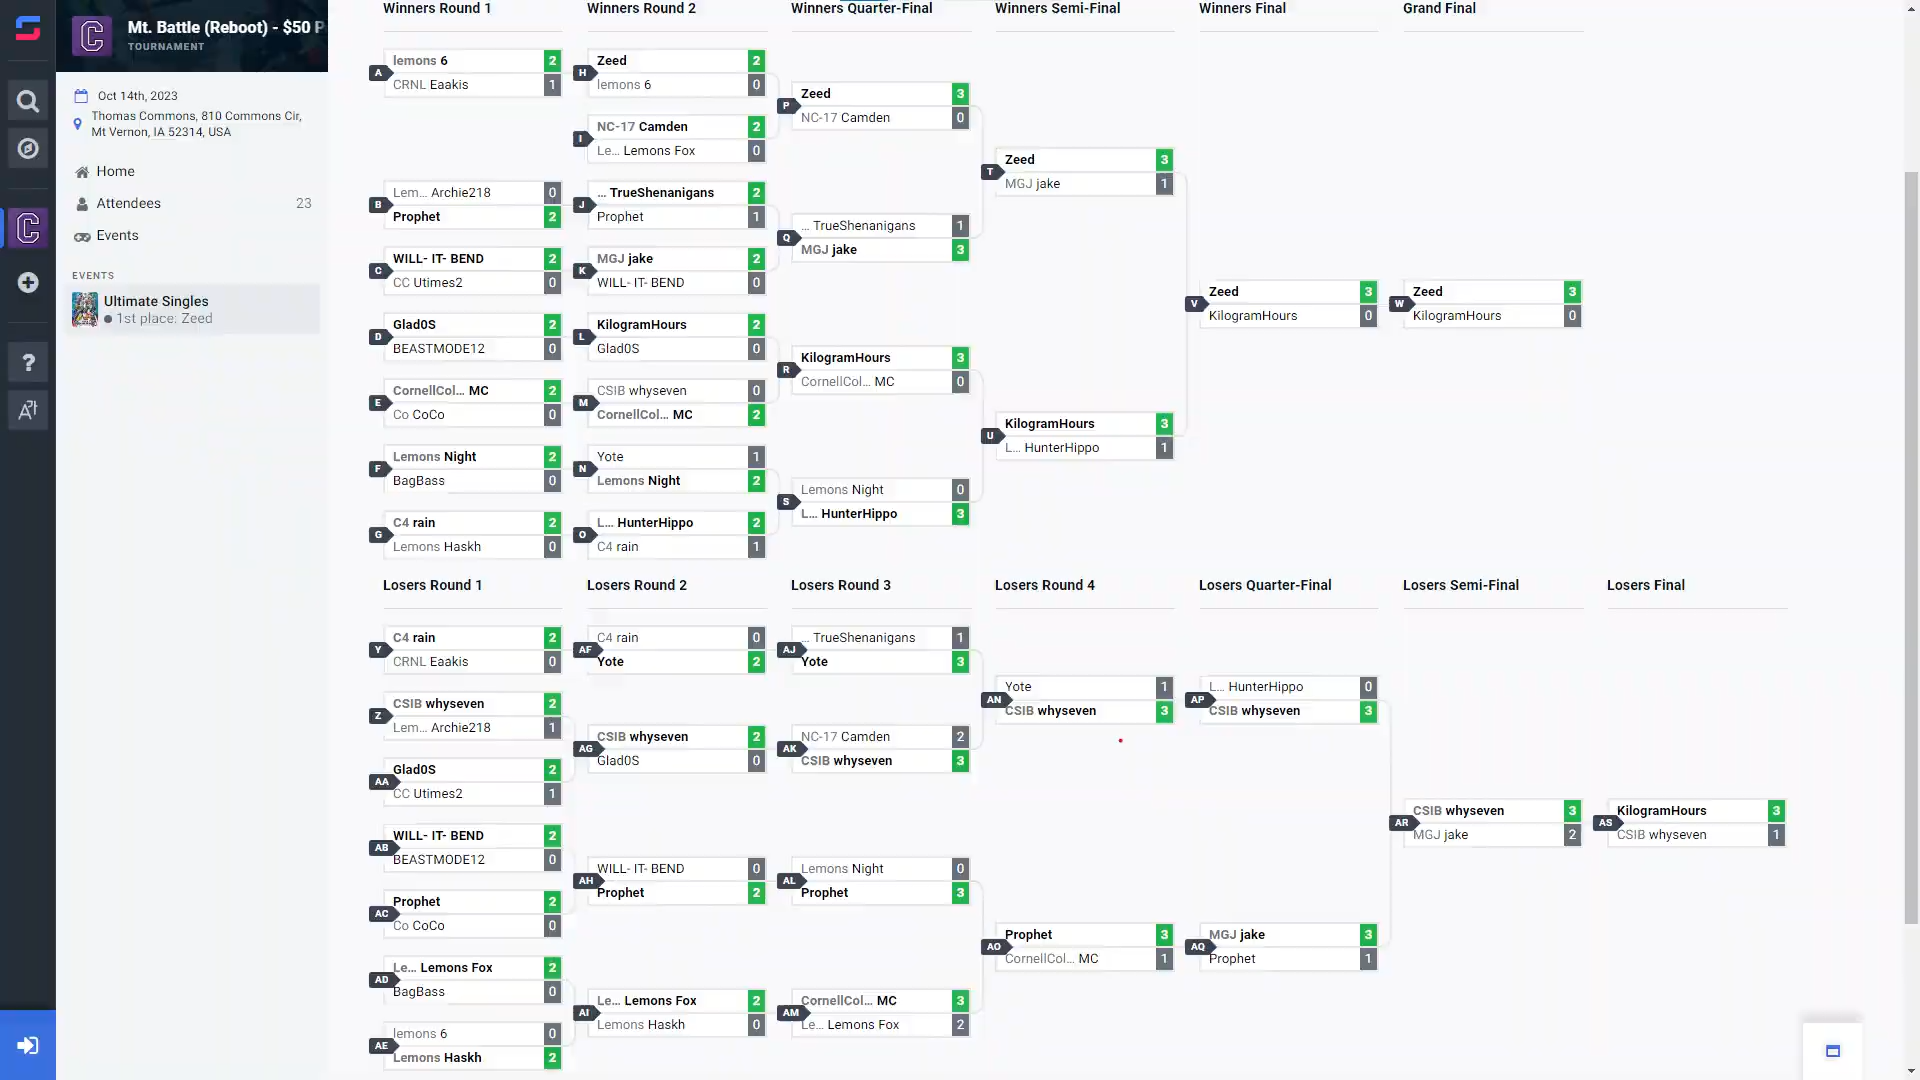 Mt. Battle (Reboot) - $50 P
TOURNAMENT
Oct 14th, 2023
Thomas Commons, 810 Commons Cir,
Mt Vernon, IA 52314, USA
Home
Attendees 23
Events
EVENTS
Ultimate Singles
1st place: Zeed
Winners Round 1
A
lemons 6 2
CRNL Eaakis 1
B
Lem... Archie218 0
Prophet 2
C
WILL- IT- BEND 2
CC Utimes2 0
D
Glad0S 2
BEASTMODE12 0
E
CornellCol... MC 2
Co CoCo 0
F
Lemons Night 2
BagBass 0
G
C4 rain 2
Lemons Haskh 0
Winners Round 2
H
Zeed 2
lemons 6 0
I
NC-17 Camden 2
Le... Lemons Fox 0
J
... TrueShenanigans 2
Prophet 1
K
MGJ jake 2
WILL- IT- BEND 0
L
KilogramHours 2
Glad0S 0
M
CSIB whyseven 0
CornellCol... MC 2
N
Yote 1
Lemons Night 2
O
L... HunterHippo 2
C4 rain 1
Winners Quarter-Final
P
Zeed 3
NC-17 Camden 0
Q
... TrueShenanigans 1
MGJ jake 3
R
KilogramHours 3
CornellCol... MC 0
S
Lemons Night 0
L... HunterHippo 3
Winners Semi-Final
T
Zeed 3
MGJ jake 1
U
KilogramHours 3
L... HunterHippo 1
Winners Final
V
Zeed 3
KilogramHours 0
Grand Final
W
Zeed 3
KilogramHours 0
Losers Round 1
Y
C4 rain 2
CRNL Eaakis 0
Z
CSIB whyseven 2
Lem... Archie218 1
AA
Glad0S 2
CC Utimes2 1
AB
WILL- IT- BEND 2
BEASTMODE12 0
AC
Prophet 2
Co CoCo 0
AD
Le... Lemons Fox 2
BagBass 0
AE
lemons 6 0
Lemons Haskh 2
Losers Round 2
AF
C4 rain 0
Yote 2
AG
CSIB whyseven 2
Glad0S 0
AH
WILL- IT- BEND 0
Prophet 2
AI
Le... Lemons Fox 2
Lemons Haskh 0
Losers Round 3
AJ
... TrueShenanigans 1
Yote 3
AK
NC-17 Camden 2
CSIB whyseven 3
AL
Lemons Night 0
Prophet 3
AM
CornellCol... MC 3
Le... Lemons Fox 2
Losers Round 4
AN
Yote 1
CSIB whyseven 3
AO
Prophet 3
CornellCol... MC 1
Losers Quarter-Final
AP
L... HunterHippo 0
CSIB whyseven 3
AQ
MGJ jake 3
Prophet 1
Losers Semi-Final
AR
CSIB whyseven 3
MGJ jake 2
Losers Final
AS
KilogramHours 3
CSIB whyseven 1